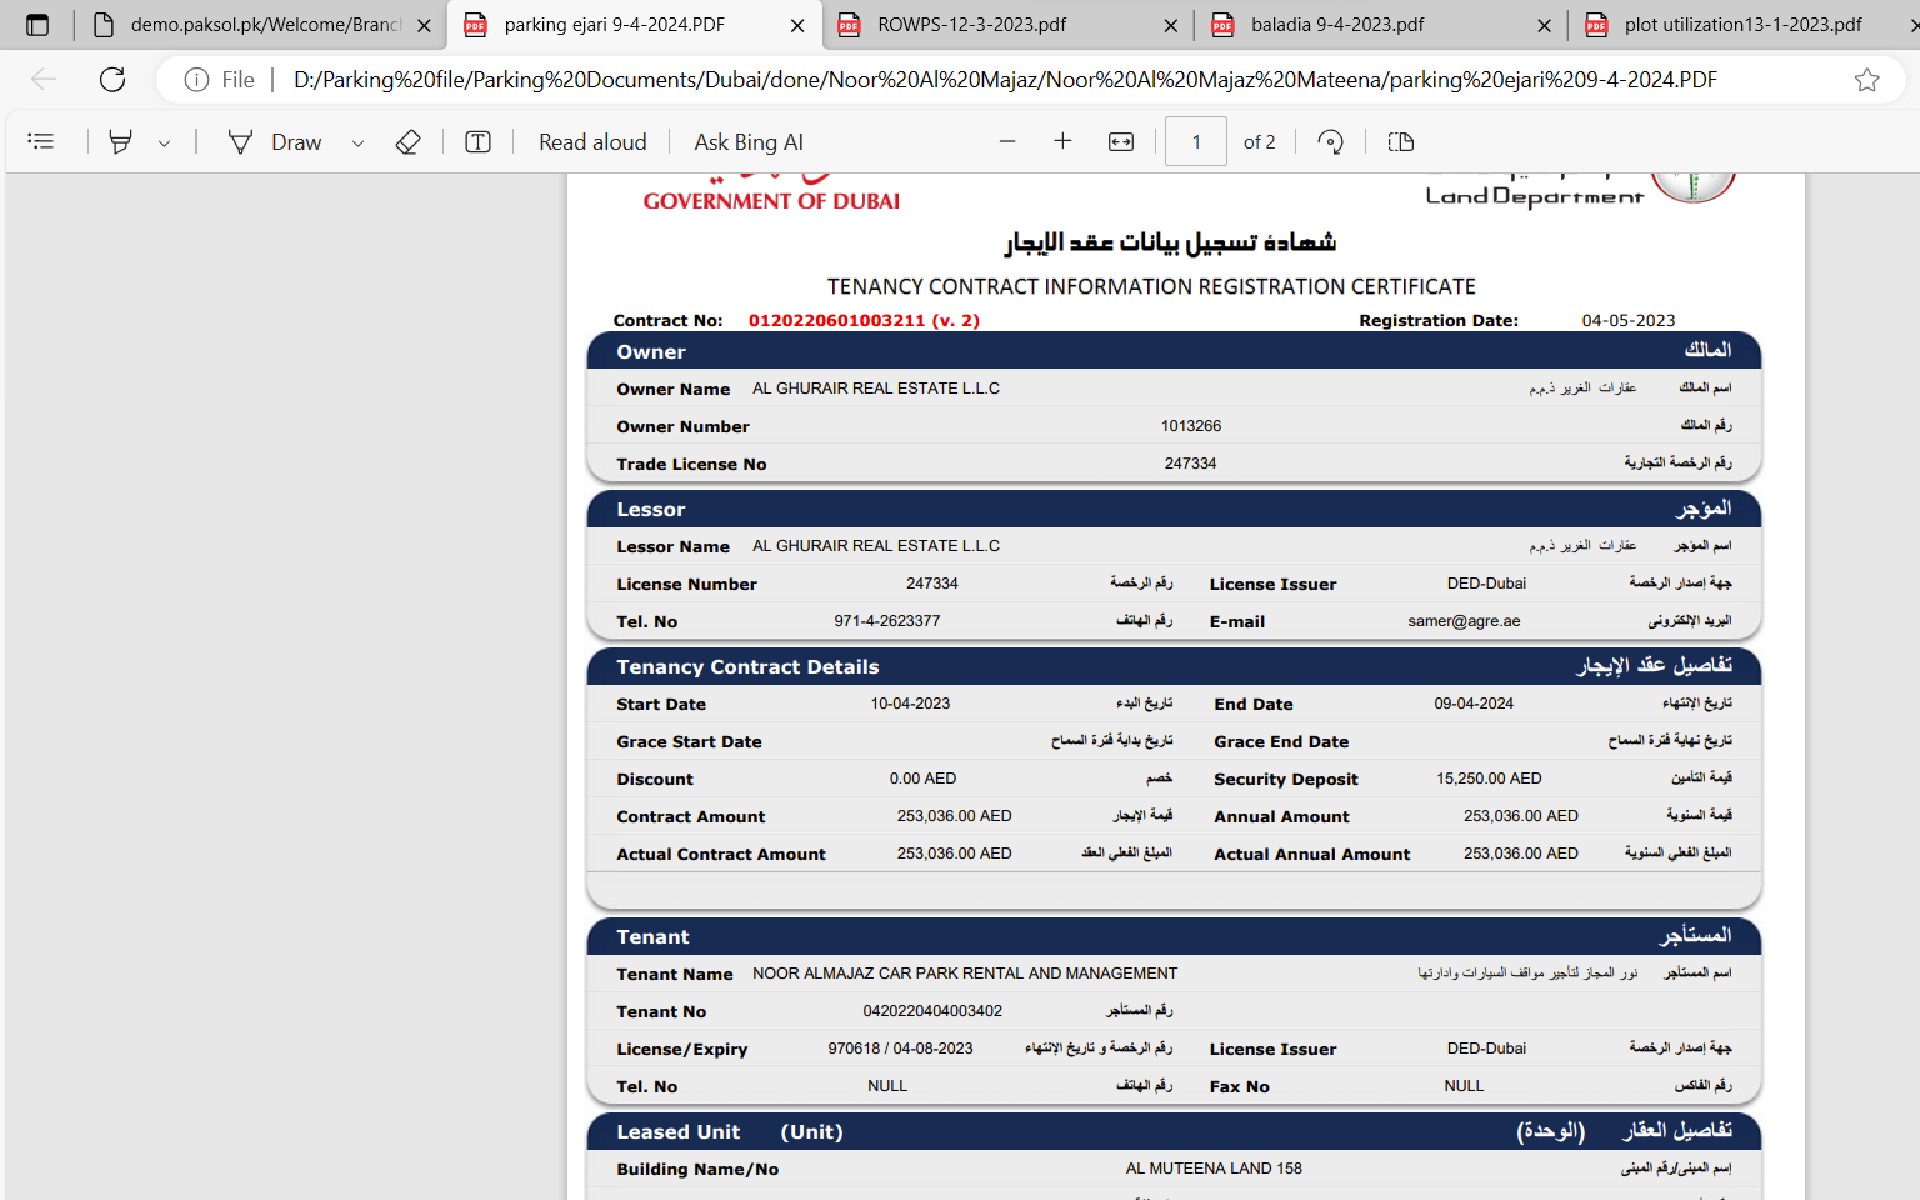 demo.paksol.pk/Welcome/Branc
parking ejari 9-4-2024.PDF
ROWPS-12-3-2023.pdf
baladia 9-4-2023.pdf
plot utilization13-1-2023.pdf
File
D:/Parking%20file/Parking%20Documents/Dubai/done/Noor%20Al%20Majaz/Noor%20Al%20Majaz%20Mateena/parking%20ejari%209-4-2024.PDF
Draw
Read aloud
Ask Bing AI
1 of 2
GOVERNMENT OF DUBAI
Land Department
شهادة تسجيل بيانات عقد الإيجار
TENANCY CONTRACT INFORMATION REGISTRATION CERTIFICATE
Contract No: 0120220601003211 (v. 2) Registration Date: 04-05-2023
Owner المالك
Owner Name AL GHURAIR REAL ESTATE L.L.C عقارات الغرير ذ.م.م اسم المالك
Owner Number 1013266 رقم المالك
Trade License No 247334 رقم الرخصة التجارية
Lessor المؤجر
Lessor Name AL GHURAIR REAL ESTATE L.L.C عقارات الغرير ذ.م.م اسم المؤجر
License Number 247334 رقم الرخصة License Issuer DED-Dubai جهة إصدار الرخصة
Tel. No 971-4-2623377 رقم الهاتف E-mail samer@agre.ae البريد الإلكتروني
Tenancy Contract Details تفاصيل عقد الإيجار
Start Date 10-04-2023 تاريخ البدء End Date 09-04-2024 تاريخ الإنتهاء
Grace Start Date تاريخ بداية فترة السماح Grace End Date تاريخ نهاية فترة السماح
Discount 0.00 AED خصم Security Deposit 15,250.00 AED قيمة التأمين
Contract Amount 253,036.00 AED قيمة الإيجار Annual Amount 253,036.00 AED قيمة السنوية
Actual Contract Amount 253,036.00 AED المبلغ الفعلي العقد Actual Annual Amount 253,036.00 AED المبلغ الفعلي السنوية
Tenant المستأجر
Tenant Name NOOR ALMAJAZ CAR PARK RENTAL AND MANAGEMENT نور المجاز لتأجير مواقف السيارات وادارتها اسم المستأجر
Tenant No 0420220404003402 رقم المستأجر
License/Expiry 970618 / 04-08-2023 رقم الرخصة و تاريخ الإنتهاء License Issuer DED-Dubai جهة إصدار الرخصة
Tel. No NULL رقم الهاتف Fax No NULL رقم الفاكس
Leased Unit (Unit) تفاصيل العقار (الوحدة)
Building Name/No AL MUTEENA LAND 158 إسم المبنى/رقم المبنى